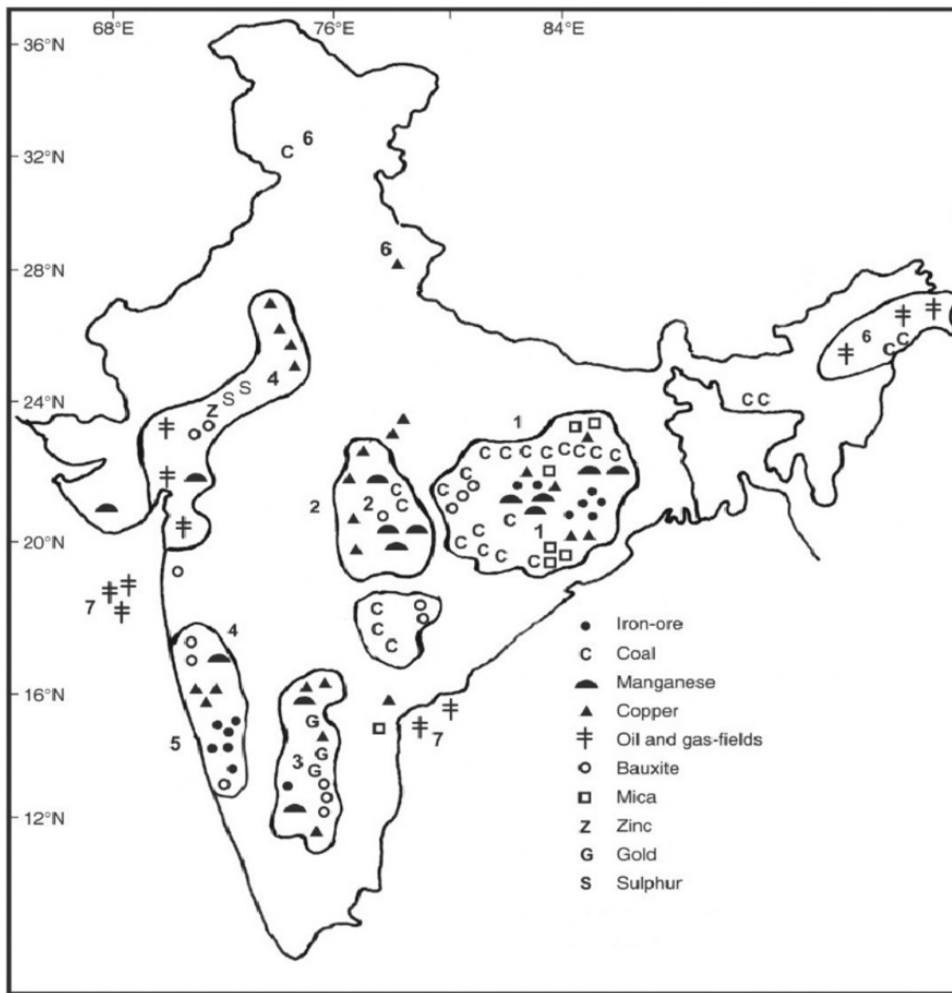 68°E 76°E 84°E
36°N
6
C
32°N
6
28°N
6
C C
4
S S
24°N
Z
C C
1
C C C C C C C C C
C
C
C
2 2
C
C
1
C
20°N
C
C C
C
7
C
C
C
4
16°N
G
7
5
3 G
G
12°N
Iron-ore
C Coal
Manganese
Copper
Oil and gas-fields
Bauxite
Mica
Z Zinc
G Gold
S Sulphur